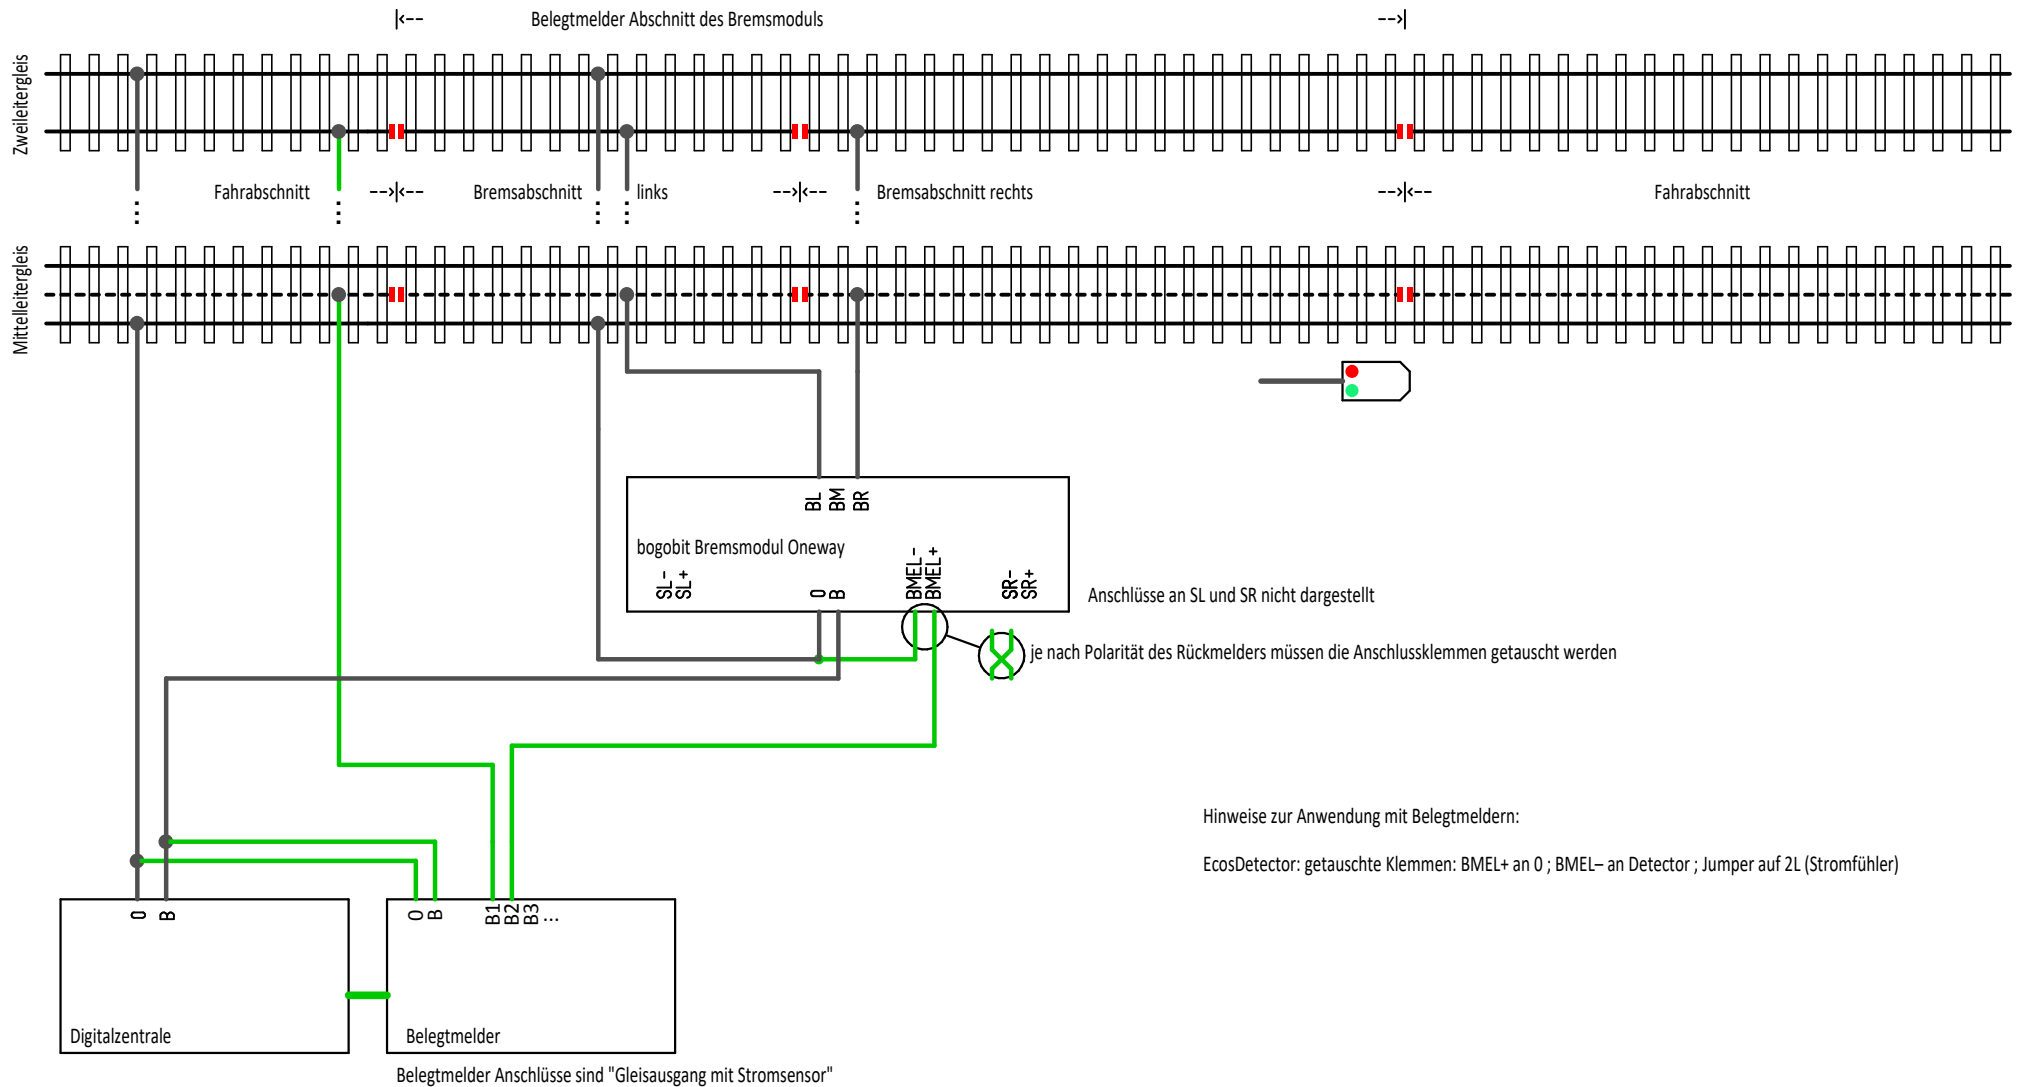 |<-- Belegtmelder Abschnitt des Bremsmoduls -->|
Zweileitergleis
Fahrabschnitt -->|<-- Bremsabschnitt links -->|<-- Bremsabschnitt rechts -->|<-- Fahrabschnitt
Mittelleitergleis
BL BM BR
bogobit Bremsmodul Oneway
SL- SL+ 0 B BMEL- BMEL+ SR- SR+
Anschlüsse an SL und SR nicht dargestellt
je nach Polarität des Rückmelders müssen die Anschlussklemmen getauscht werden
Hinweise zur Anwendung mit Belegtmeldern:
EcosDetector: getauschte Klemmen: BMEL+ an 0 ; BMEL– an Detector ; Jumper auf 2L (Stromfühler)
0 B
0 B B1 B2 B3 ...
Digitalzentrale
Belegtmelder
Belegtmelder Anschlüsse sind "Gleisausgang mit Stromsensor"